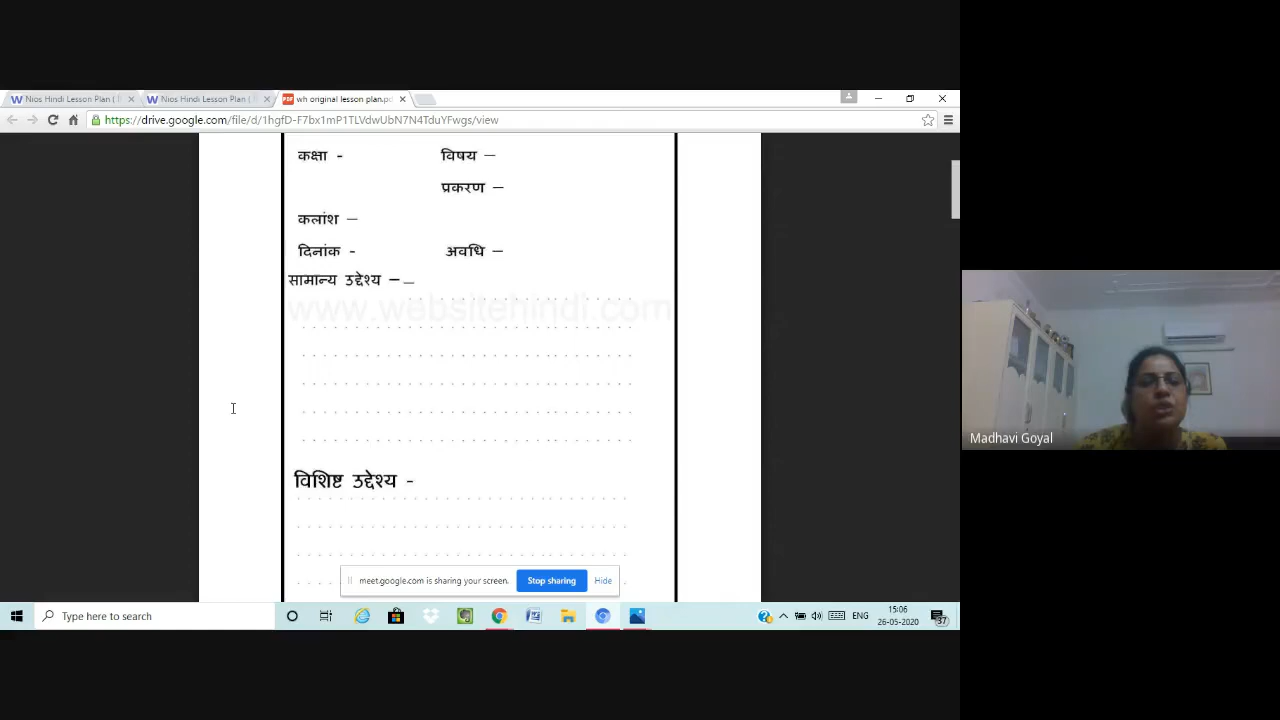 Nios Hindi Lesson Plan (
Nios Hindi Lesson Plan (
wh original lesson plan.pd
https://drive.google.com/file/d/1hgfD-F7bx1mP1TLVdwUbN7N4TduYFwgs/view
कक्षा - विषय –
प्रकरण –
कलांश –
दिनांक - अवधि –
सामान्य उद्देश्य – –
www.websitehindi.com
विशिष्ट उद्देश्य -
meet.google.com is sharing your screen. Stop sharing Hide
Madhavi Goyal
Type here to search
ENG
15:06
26-05-2020
37